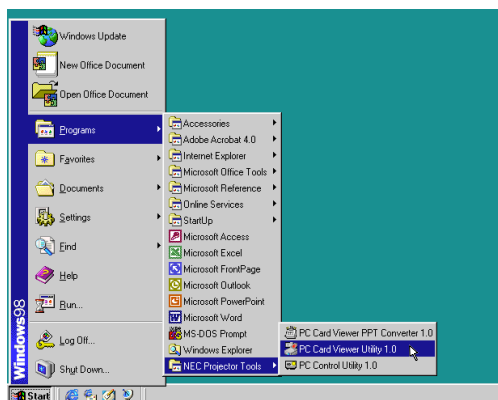 Windows Update
New Office Document
Open Office Document
Programs
Favorites
Documents
Settings
Find
Help
Run...
Log Off...
Shut Down...
Windows98
Accessories
Adobe Acrobat 4.0
Internet Explorer
Microsoft Office Tools
Microsoft Reference
Online Services
StartUp
Microsoft Access
Microsoft Excel
Microsoft FrontPage
Microsoft Outlook
Microsoft PowerPoint
Microsoft Word
MS-DOS Prompt
Windows Explorer
NEC Projector Tools
PC Card Viewer PPT Converter 1.0
PC Card Viewer Utility 1.0
PC Control Utility 1.0
Start